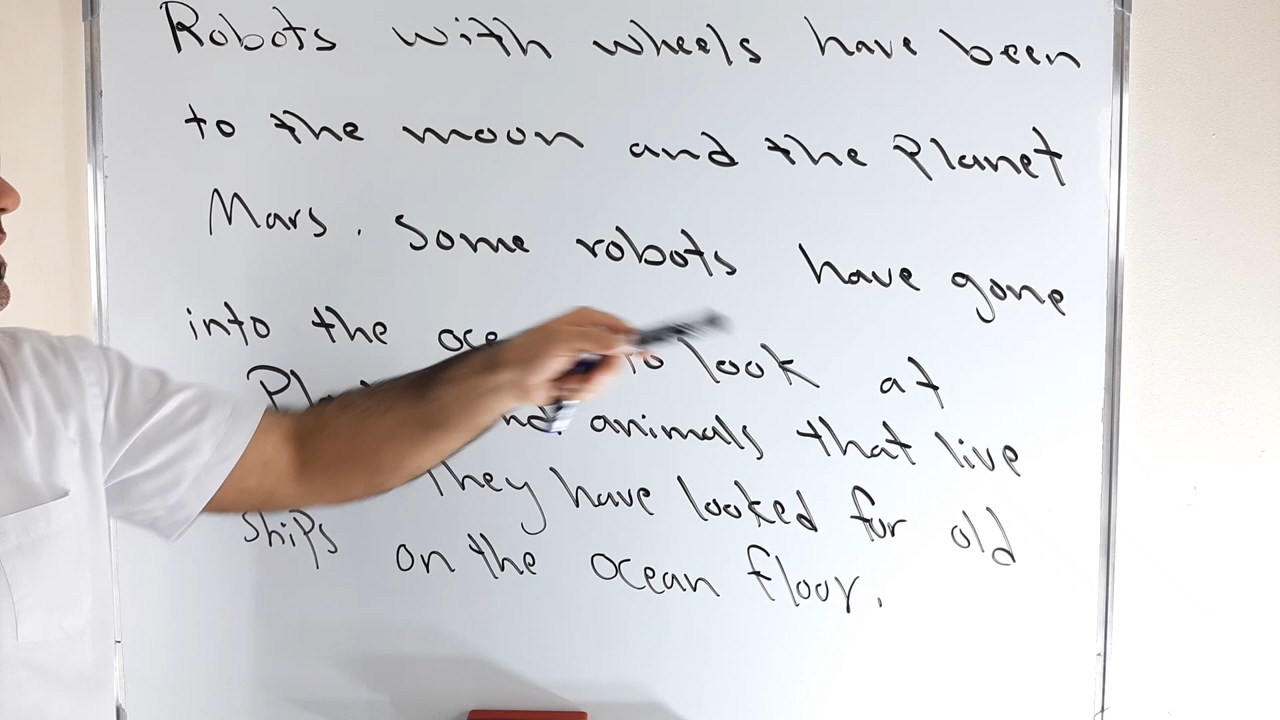 Robots with wheels have been
to the moon and the Planet
Mars. Some robots have gone
into the to look at
animals that live
They have looked for old
ships on the ocean floor.